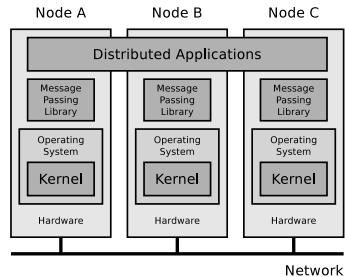 Node A Node B Node C
Distributed Applications
Message Passing Library
Message Passing Library
Message Passing Library
Operating System
Operating System
Operating System
Kernel Kernel Kernel
Hardware Hardware Hardware
Network